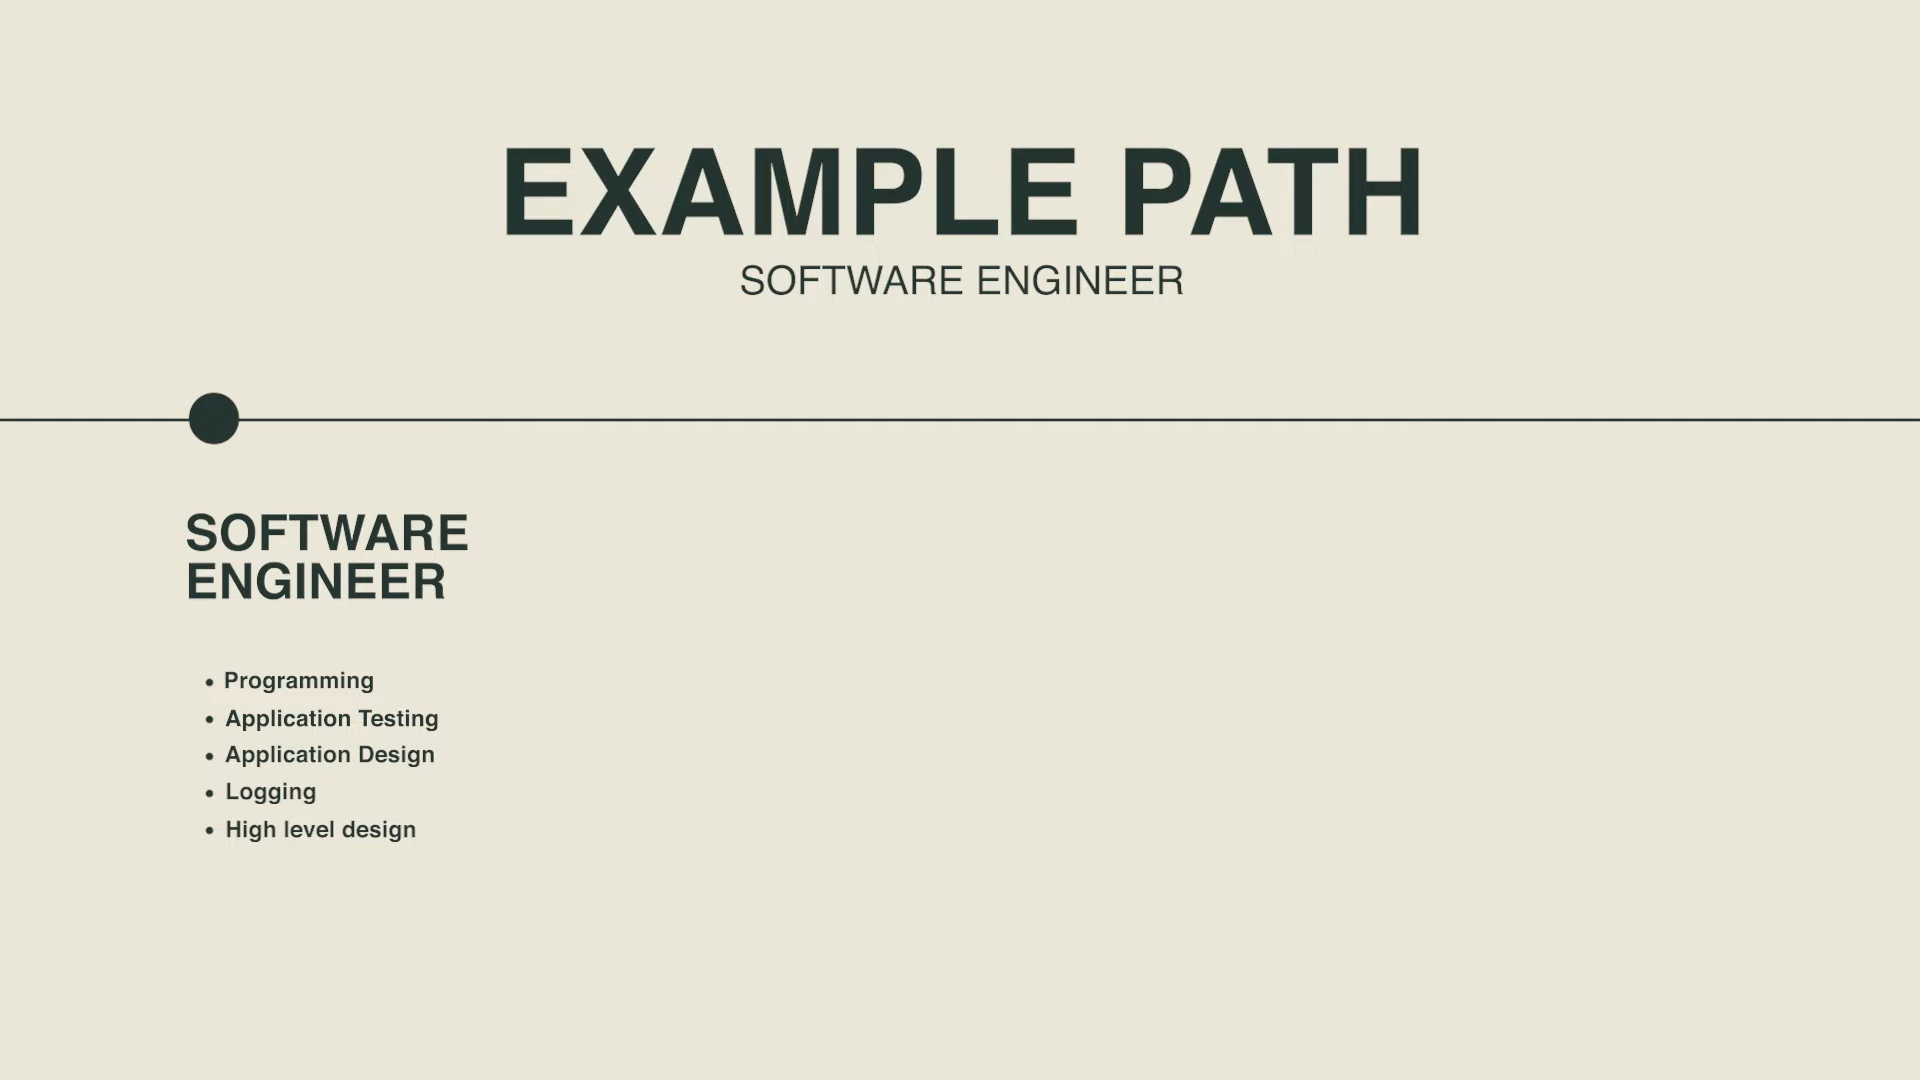 EXAMPLE PATH
SOFTWARE ENGINEER
SOFTWARE
ENGINEER
• Programming
• Application Testing
• Application Design
• Logging
• High level design